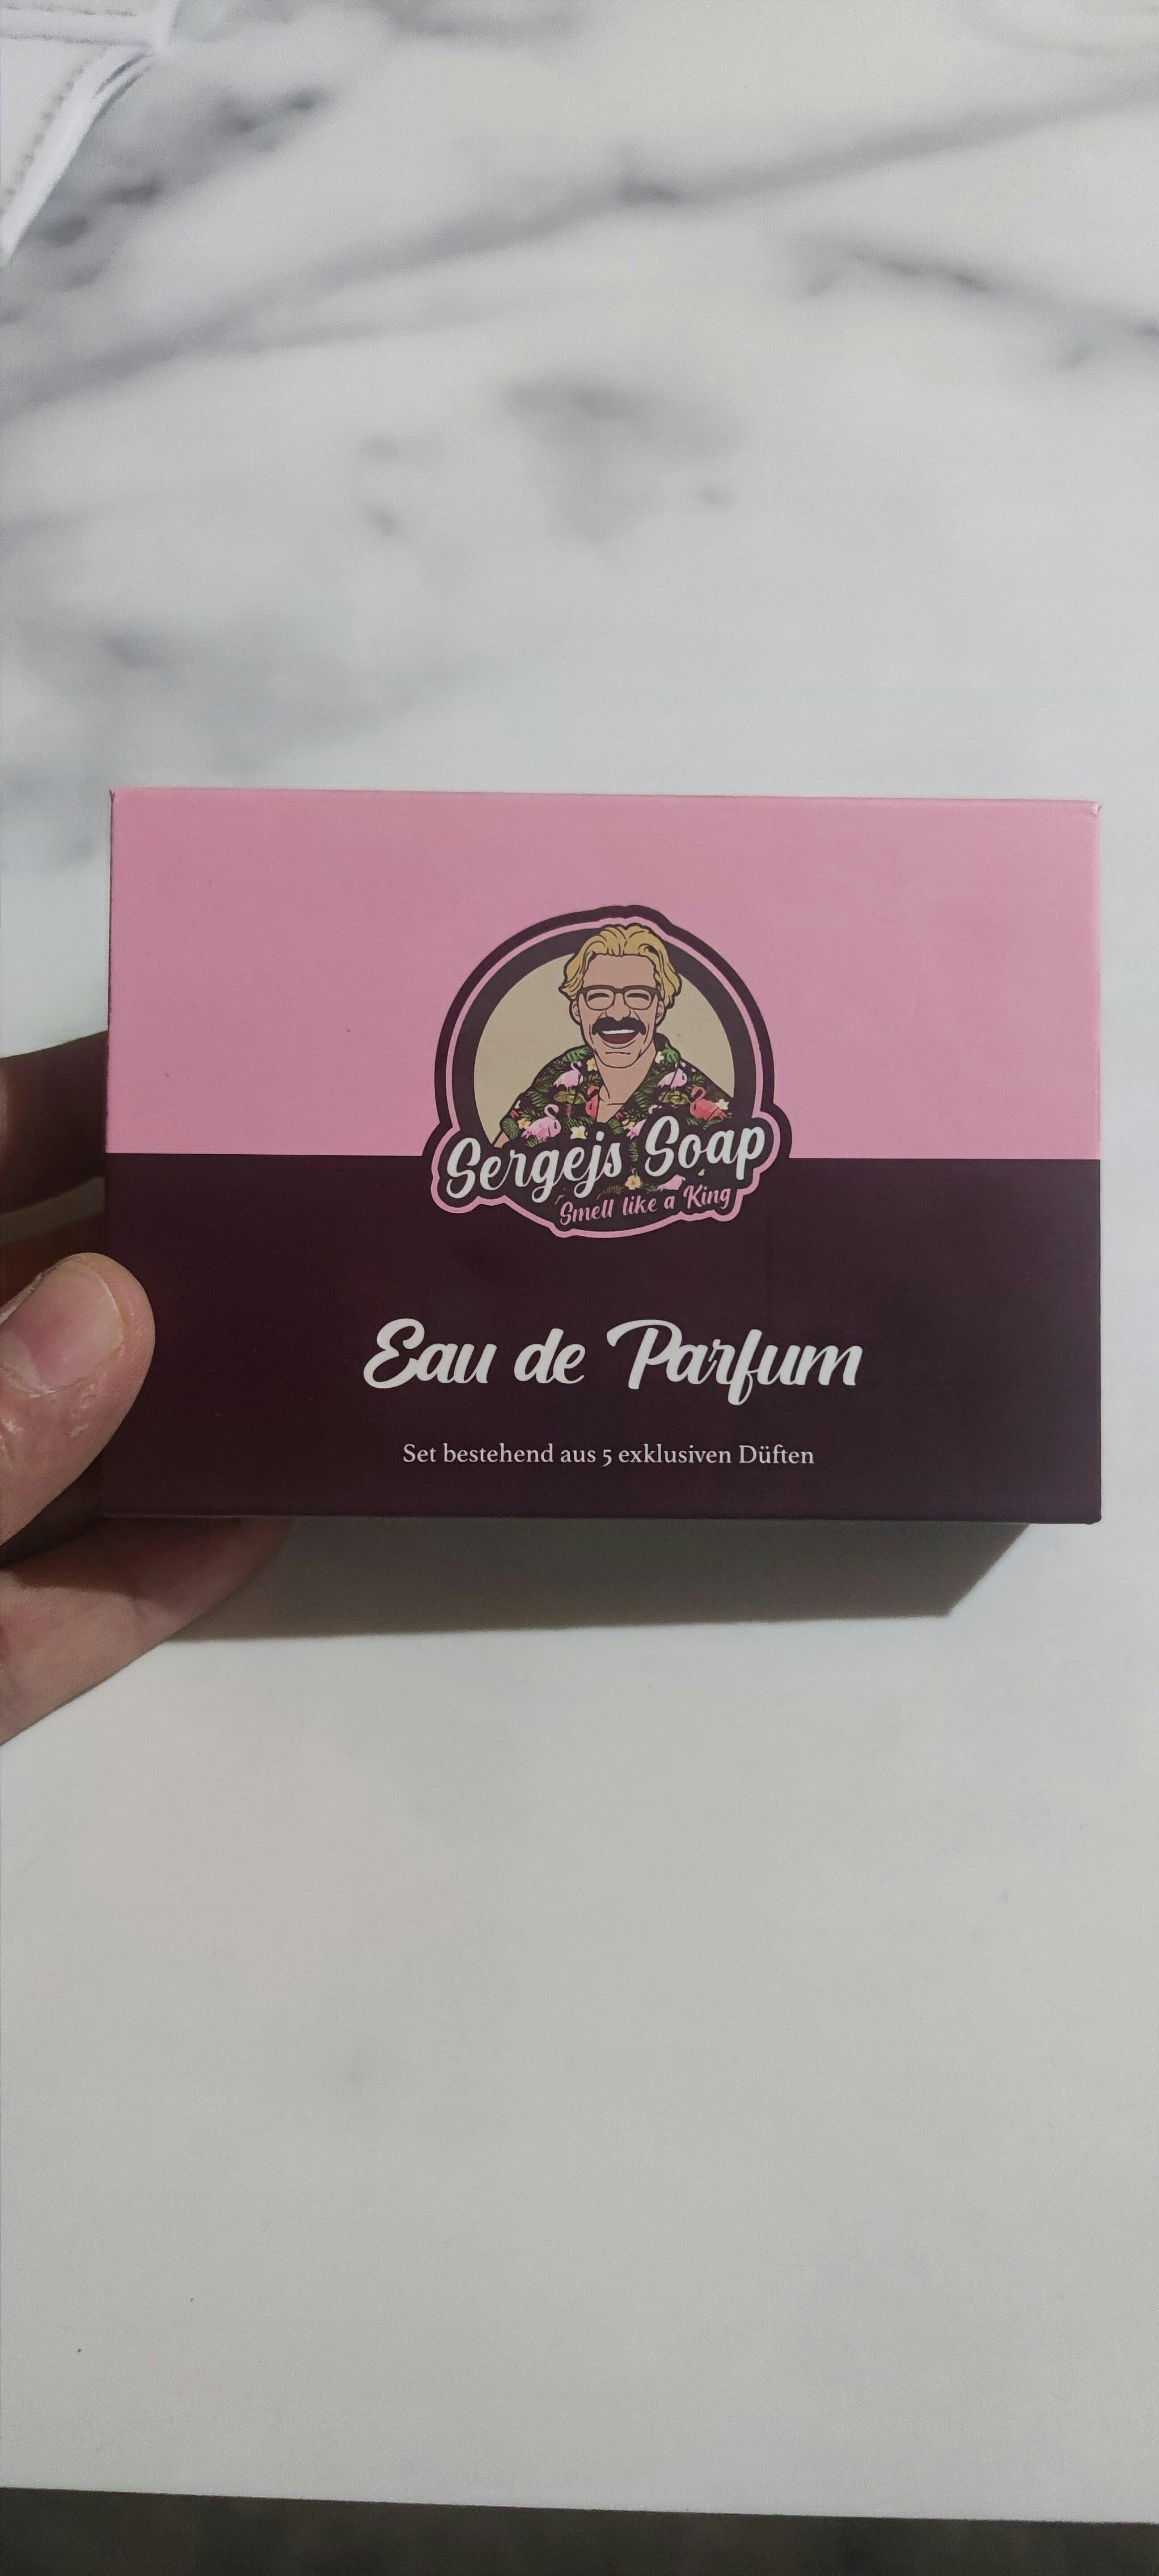 Sergejs Soap
Smell like a King
Eau de Parfum
Set bestehend aus 5 exklusiven Düften